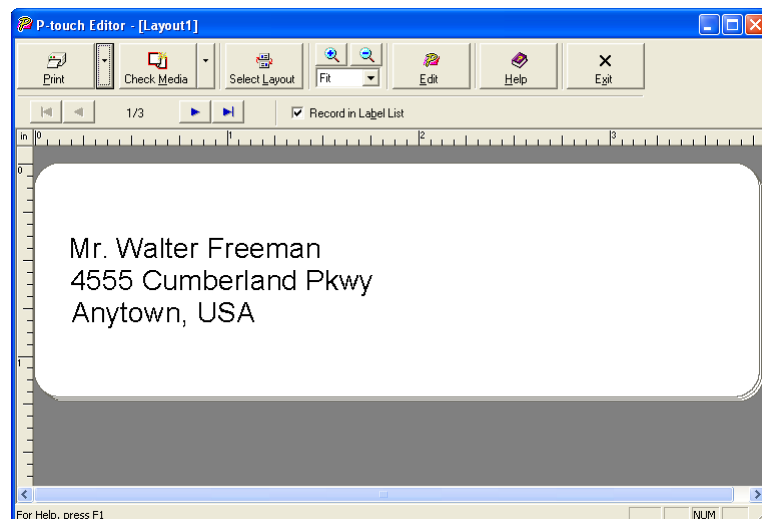 P-touch Editor - [Layout1]
Print Check Media Select Layout Fit Edit Help Exit
1/3 Record in Label List
in 0 1 2 3
0
Mr. Walter Freeman
4555 Cumberland Pkwy
Anytown, USA
1
For Help, press F1 NUM